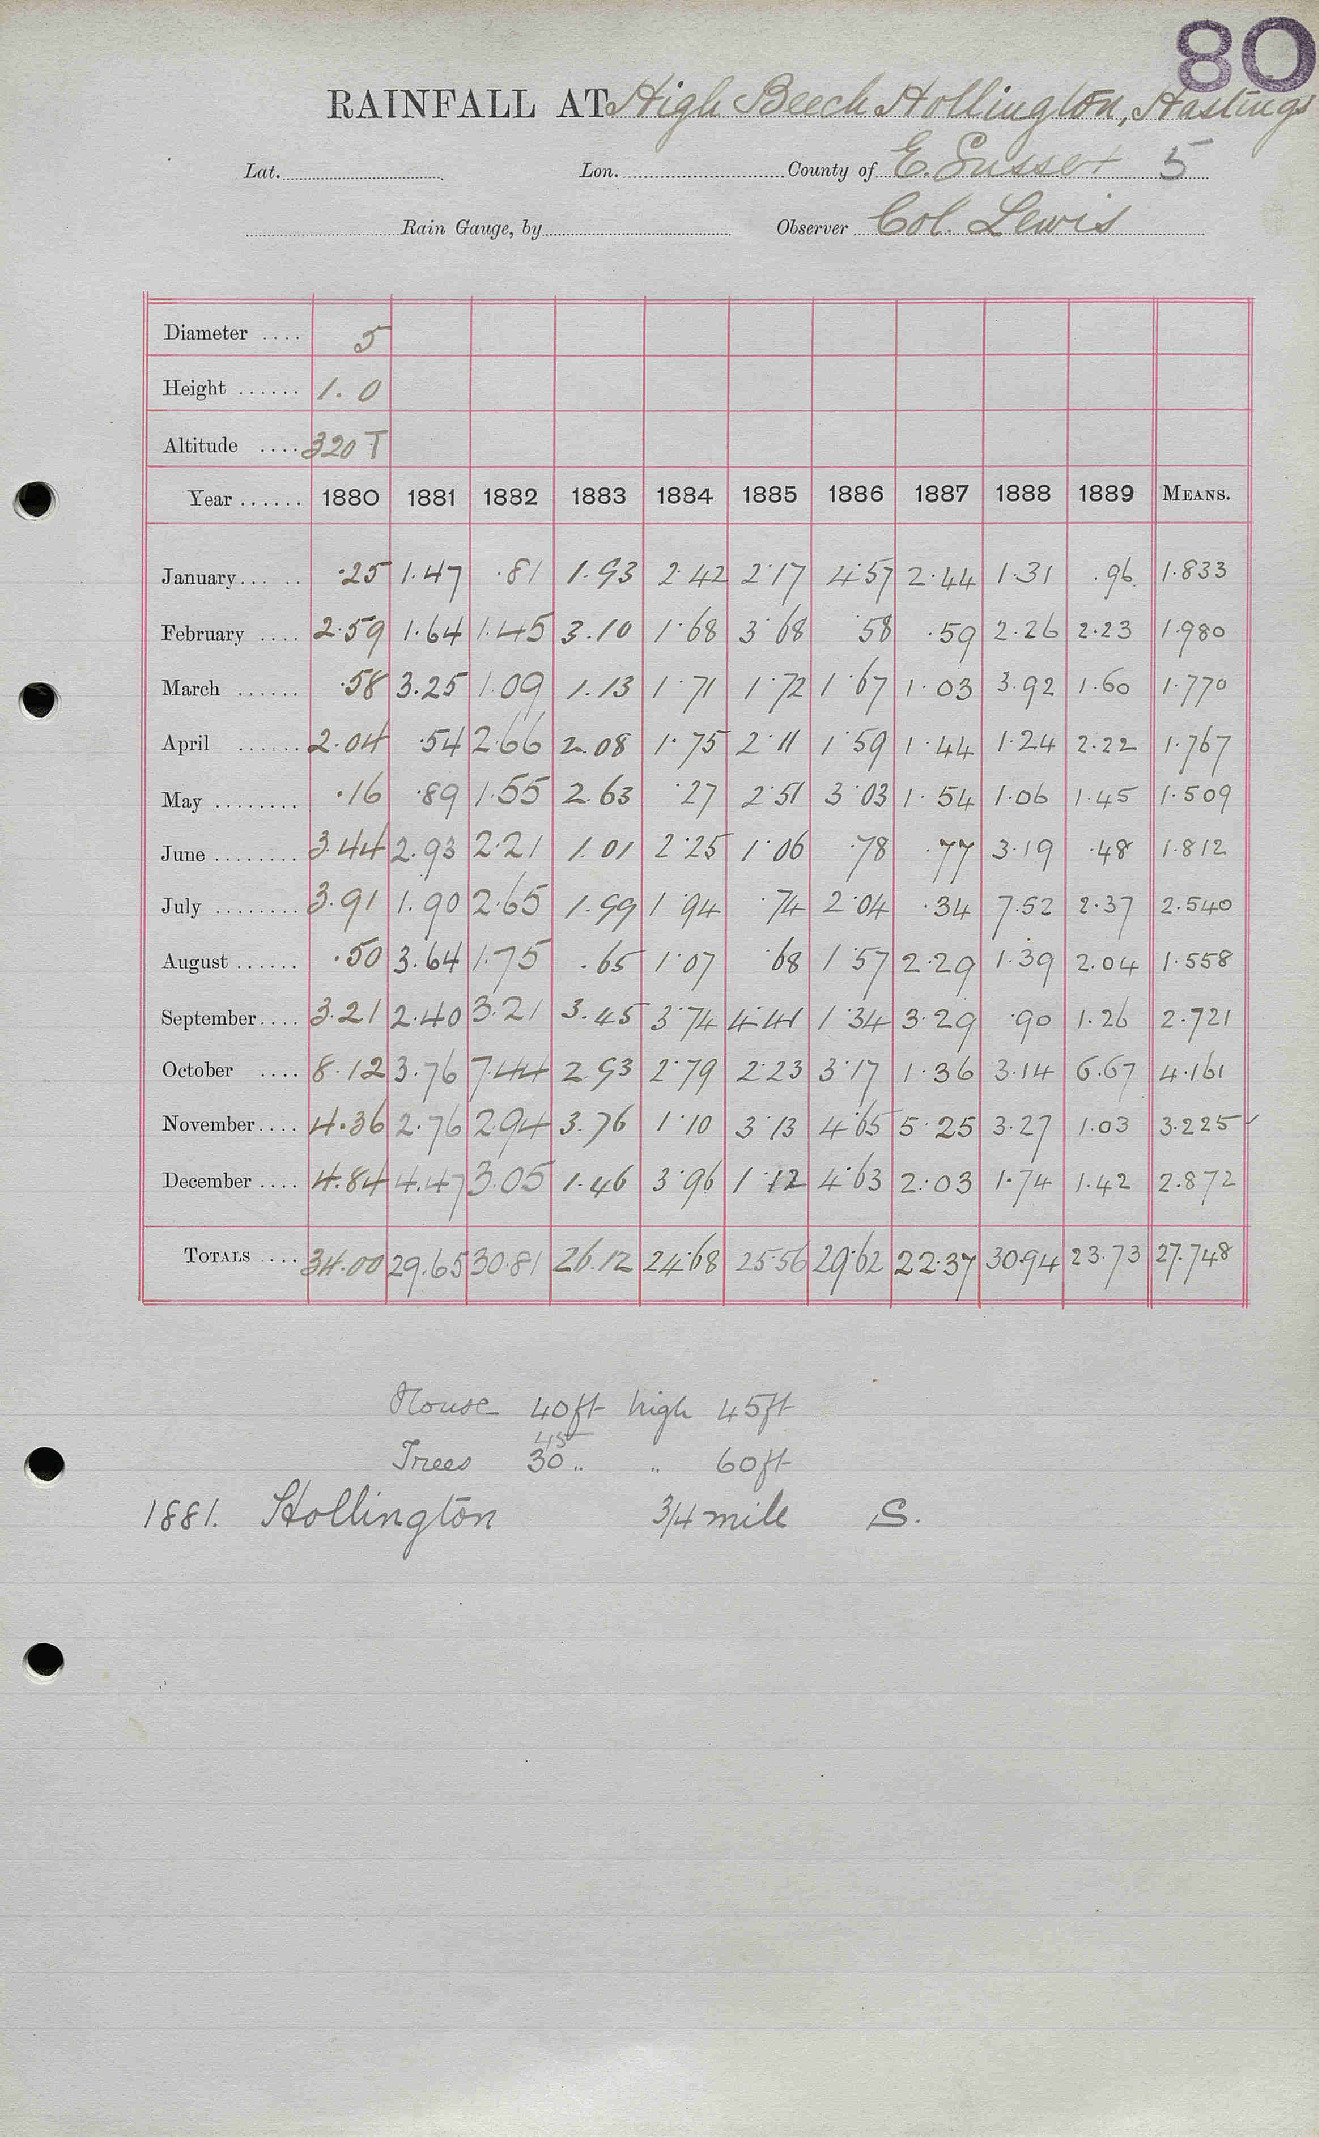 80
RAINFALL AT High Beech Hollington, Hastings
Lat. Lon. County of E. Sussex 5
Rain Gauge, by Observer Col. Lewis
Diameter .... 5
Height ...... 1.0
Altitude .... 320 T
Year ...... 1880 1881 1882 1883 1884 1885 1886 1887 1888 1889 MEANS.
January ...... .25 1.47 .81 1.93 2.42 2.17 4.57 2.44 1.31 .96 1.833
February .... 2.59 1.64 1.45 3.10 1.68 3.68 .58 .59 2.26 2.23 1.980
March ...... .58 3.25 1.09 1.13 1.71 1.72 1.67 1.03 3.92 1.60 1.770
April ...... 2.04 .54 2.66 2.08 1.75 2.11 1.59 1.44 1.24 2.22 1.767
May ........ .16 .89 1.55 2.63 .27 2.51 3.03 1.54 1.06 1.45 1.509
June ........ 3.44 2.93 2.21 1.01 2.25 1.06 .78 .77 3.19 .48 1.812
July ........ 3.91 1.90 2.65 1.99 1.94 .74 2.04 .34 7.52 2.37 2.540
August ...... .50 3.64 1.75 .65 1.07 .68 1.57 2.29 1.39 2.04 1.558
September .... 3.21 2.40 3.21 3.45 3.74 4.41 1.34 3.29 .90 1.26 2.721
October .... 8.12 3.76 7.44 2.93 2.79 2.23 3.17 1.36 3.14 6.67 4.161
November .... 4.36 2.76 2.94 3.76 1.10 3.13 4.65 5.25 3.27 1.03 3.225
December .... 4.84 4.47 3.05 1.46 3.96 1.12 4.63 2.03 1.74 1.42 2.872
TOTALS .... 34.00 29.65 30.81 26.12 24.68 25.56 29.62 22.37 30.94 23.73 27.748
House 40ft high 45ft
45
Trees 30 " " 60ft
1881. Hollington 3/4 mile S.